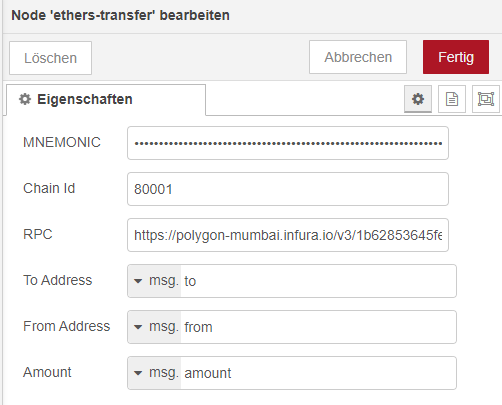 Node 'ethers-transfer' bearbeiten
Löschen
Abbrechen
Fertig
Eigenschaften
MNEMONIC
Chain Id
80001
RPC
https://polygon-mumbai.infura.io/v3/1b62853645fe
To Address
msg. to
From Address
msg. from
Amount
msg. amount